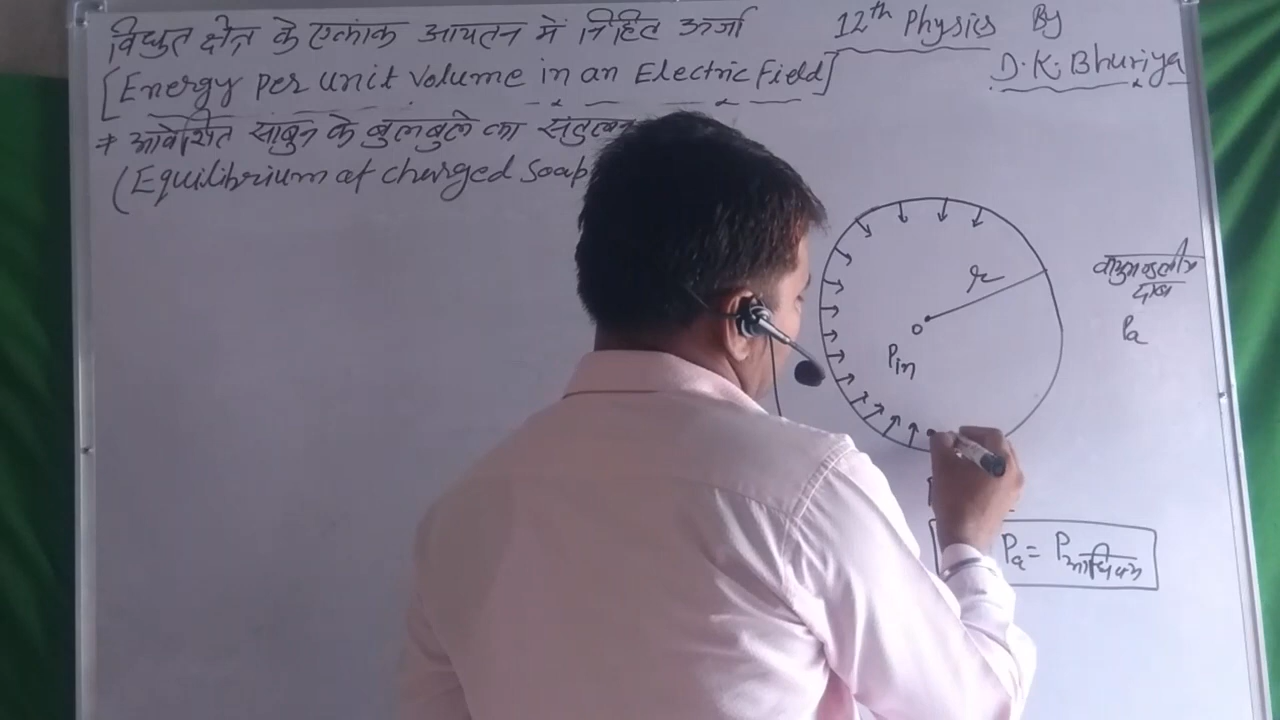 विद्युत क्षेत्र के एकांक आयतन में निहित ऊर्जा
[Energy Per unit Volume in an Electric Field]
12th Physics By
D.K. Bhuriya
⇒ आवेशित साबुन के बुलबुले का संतुलन
(Equilibrium of charged Soap
r
वायुमण्डलीय
दाब
Pa
O
Pin
Pa = Pआधिक्य